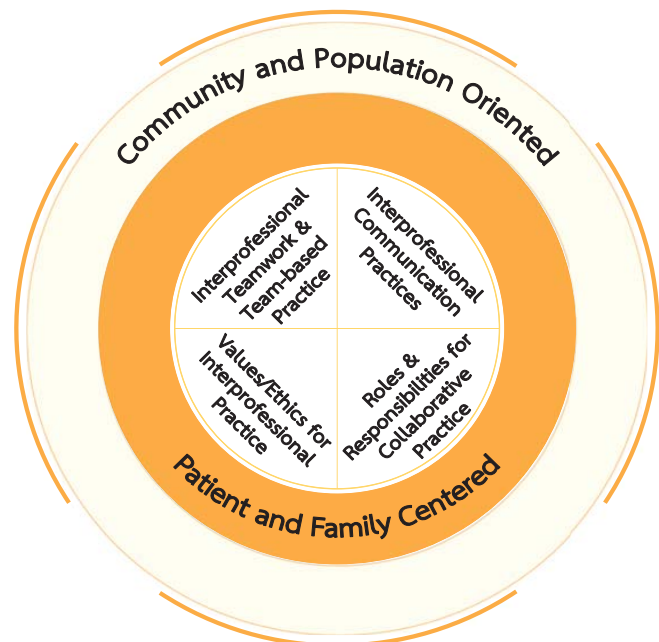 Community and Population Oriented
Interprofessional
Teamwork &
Team-based
Practice
Interprofessional
Communication
Practices
Values/Ethics for
Interprofessional
Practice
Roles &
Responsibilities for
Collaborative
Practice
Patient and Family Centered